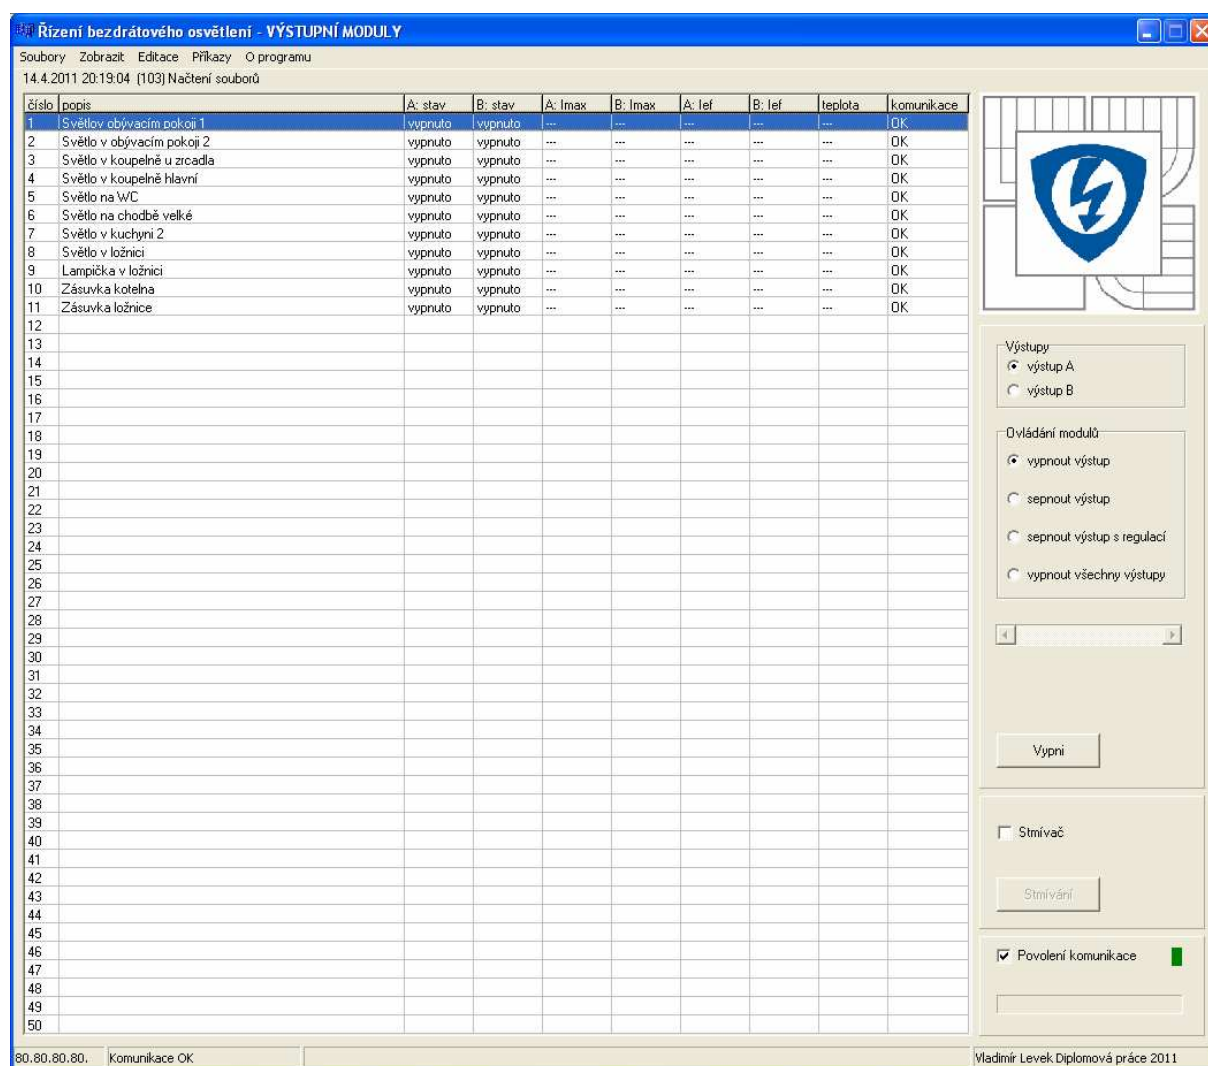 Řízení bezdrátového osvětlení - VÝSTUPNÍ MODULY
Soubory Zobrazit Editace Příkazy O programu
14.4.2011 20:19:04 (103) Načtení souborů
číslo popis A: stav B: stav A: Imax B: Imax A: Ief B: Ief teplota komunikace
1 Světlov obývacím pokoji 1 vypnuto vypnuto --- --- --- --- --- OK
2 Světlo v obývacím pokoji 2 vypnuto vypnuto --- --- --- --- --- OK
3 Světlo v koupelně u zrcadla vypnuto vypnuto --- --- --- --- --- OK
4 Světlo v koupelně hlavní vypnuto vypnuto --- --- --- --- --- OK
5 Světlo na WC vypnuto vypnuto --- --- --- --- --- OK
6 Světlo na chodbě velké vypnuto vypnuto --- --- --- --- --- OK
7 Světlo v kuchyni 2 vypnuto vypnuto --- --- --- --- --- OK
8 Světlo v ložnici vypnuto vypnuto --- --- --- --- --- OK
9 Lampička v ložnici vypnuto vypnuto --- --- --- --- --- OK
10 Zásuvka kotelna vypnuto vypnuto --- --- --- --- --- OK
11 Zásuvka ložnice vypnuto vypnuto --- --- --- --- --- OK
12
13
14
15
16
17
18
19
20
21
22
23
24
25
26
27
28
29
30
31
32
33
34
35
36
37
38
39
40
41
42
43
44
45
46
47
48
49
50
Výstupy
výstup A
výstup B
Ovládání modulů
vypnout výstup
sepnout výstup
sepnout výstup s regulací
vypnout všechny výstupy
Vypni
Stmívač
Stmívání
Povolení komunikace
80.80.80.80. Komunikace OK Vladimír Levek Diplomová práce 2011